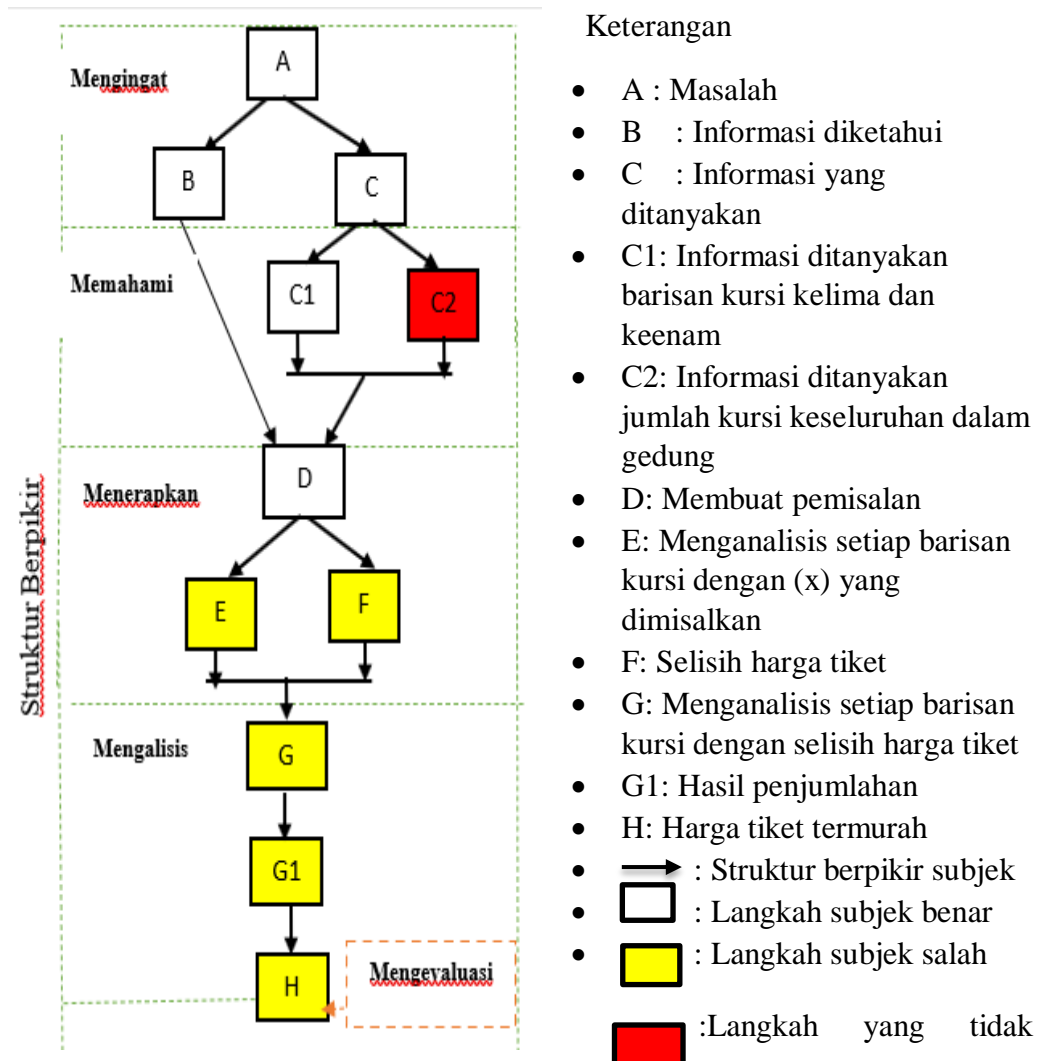 Mengingat
A
B
C
Memahami
C1
C2
Struktur Berpikir
Menerapkan
D
E
F
Mengalisis
G
G1
H
Mengevaluasi
Keterangan
• A : Masalah
• B : Informasi diketahui
• C : Informasi yang
ditanyakan
• C1: Informasi ditanyakan
barisan kursi kelima dan
keenam
• C2: Informasi ditanyakan
jumlah kursi keseluruhan dalam
gedung
• D: Membuat pemisalan
• E: Menganalisis setiap barisan
kursi dengan (x) yang
dimisalkan
• F: Selisih harga tiket
• G: Menganalisis setiap barisan
kursi dengan selisih harga tiket
• G1: Hasil penjumlahan
• H: Harga tiket termurah
• : Struktur berpikir subjek
• : Langkah subjek benar
• : Langkah subjek salah
:Langkah yang tidak